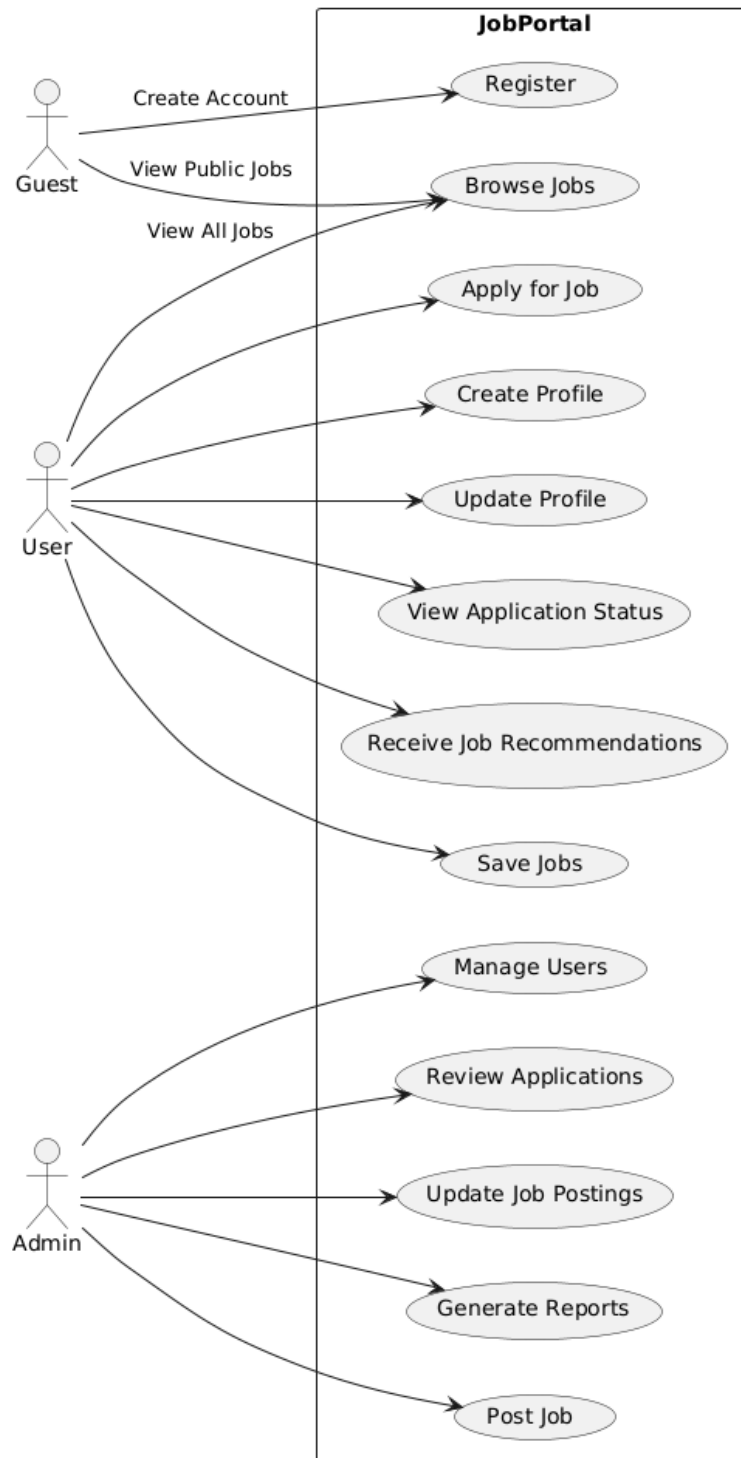 JobPortal
Register
Create Account
Guest
View Public Jobs
Browse Jobs
View All Jobs
Apply for Job
Create Profile
Update Profile
User
View Application Status
Receive Job Recommendations
Save Jobs
Manage Users
Review Applications
Update Job Postings
Admin
Generate Reports
Post Job